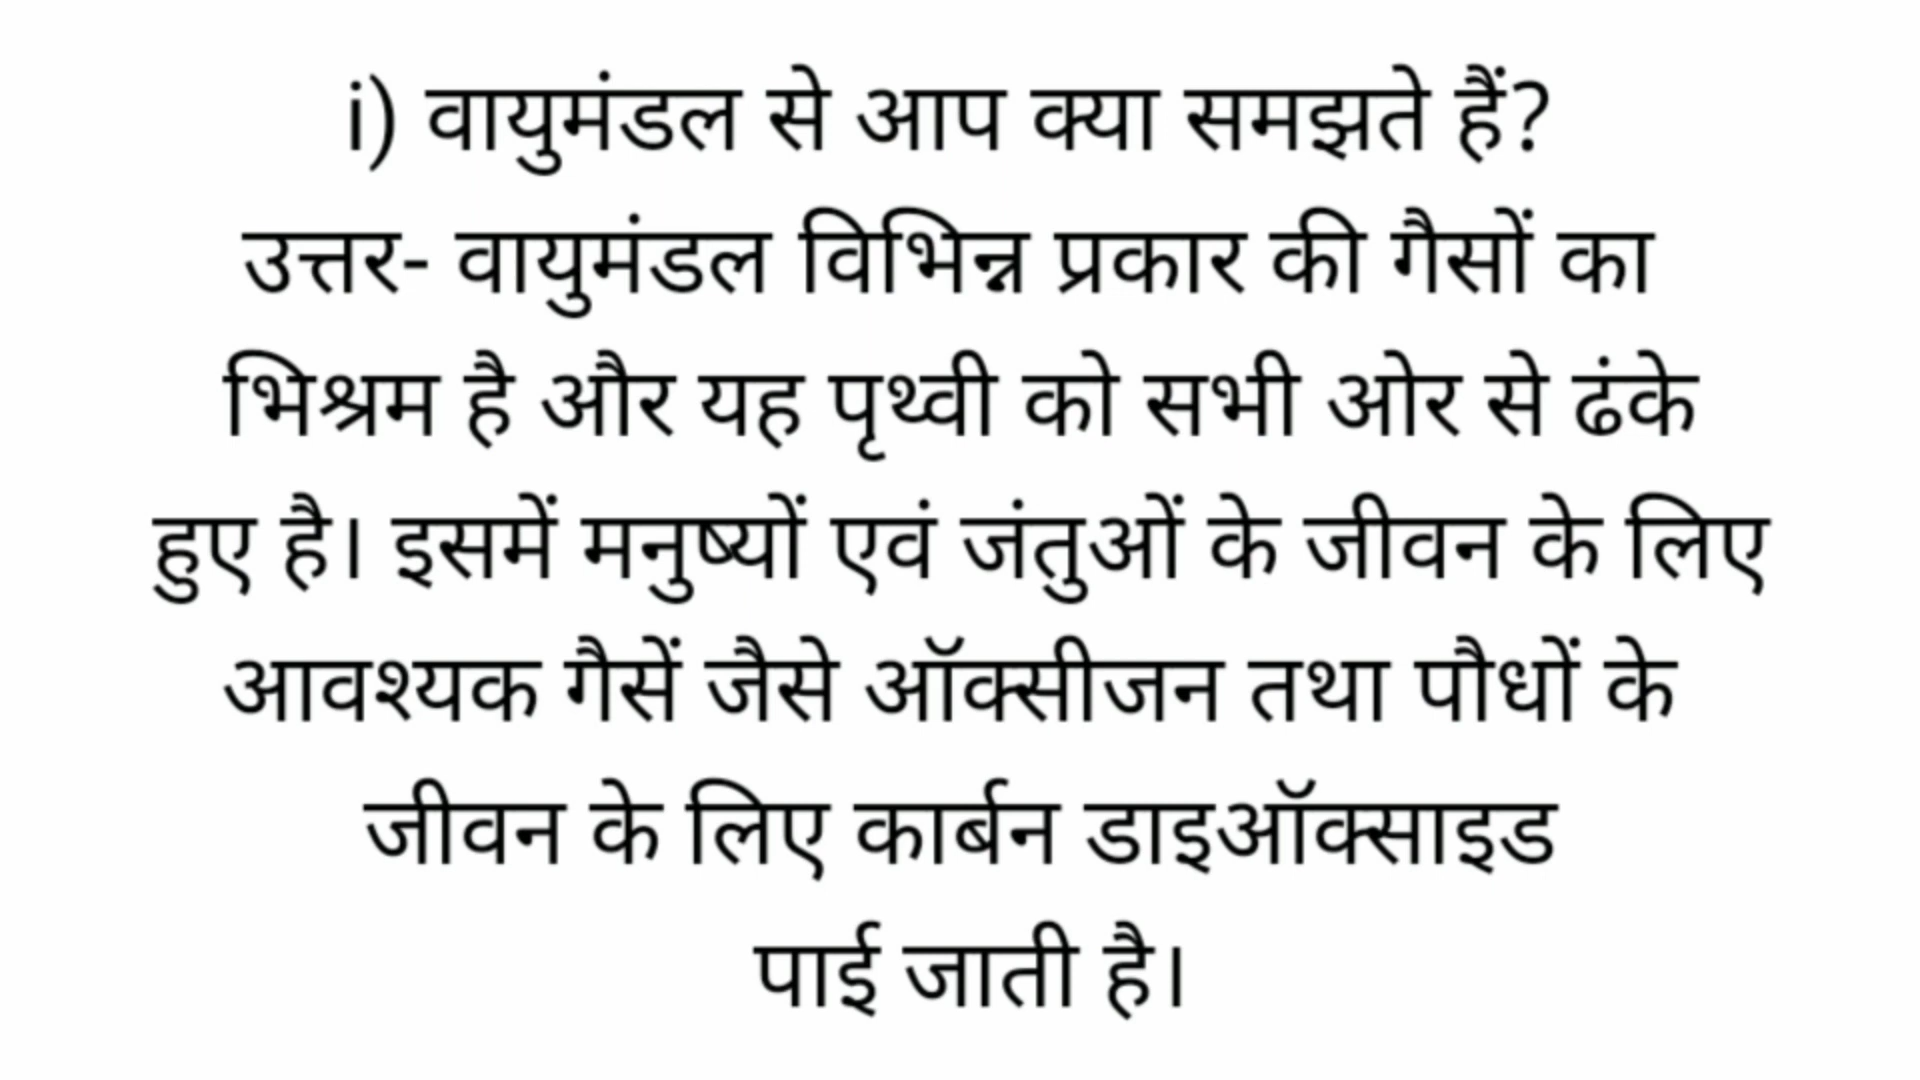 i) वायुमंडल से आप क्या समझते हैं?
उत्तर- वायुमंडल विभिन्न प्रकार की गैसों का
भिश्रम है और यह पृथ्वी को सभी ओर से ढंके
हुए है। इसमें मनुष्यों एवं जंतुओं के जीवन के लिए
आवश्यक गैसें जैसे ऑक्सीजन तथा पौधों के
जीवन के लिए कार्बन डाइऑक्साइड
पाई जाती है।